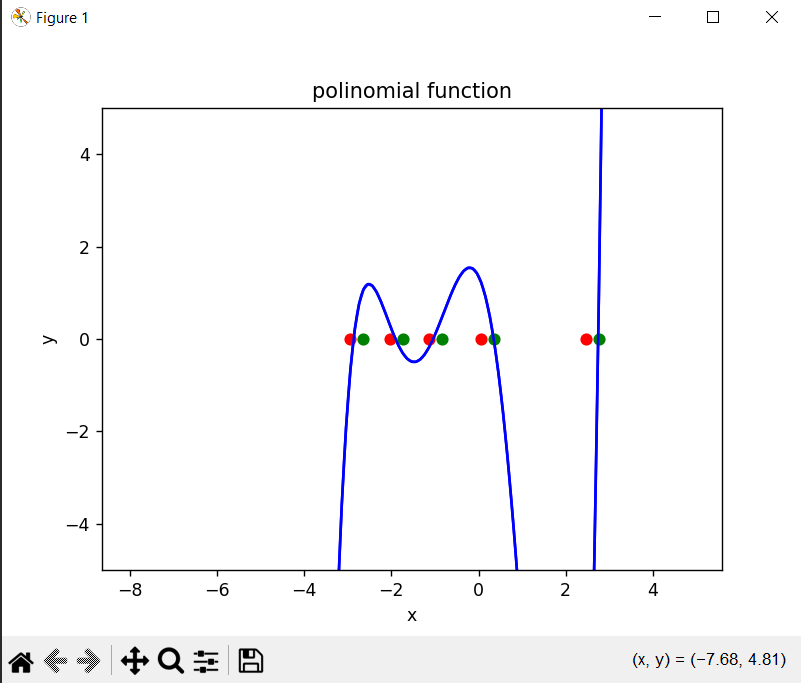 Figure 1
polinomial function
4
2
0
−2
−4
y
−8 −6 −4 −2 0 2 4
x
(x, y) = (−7.68, 4.81)